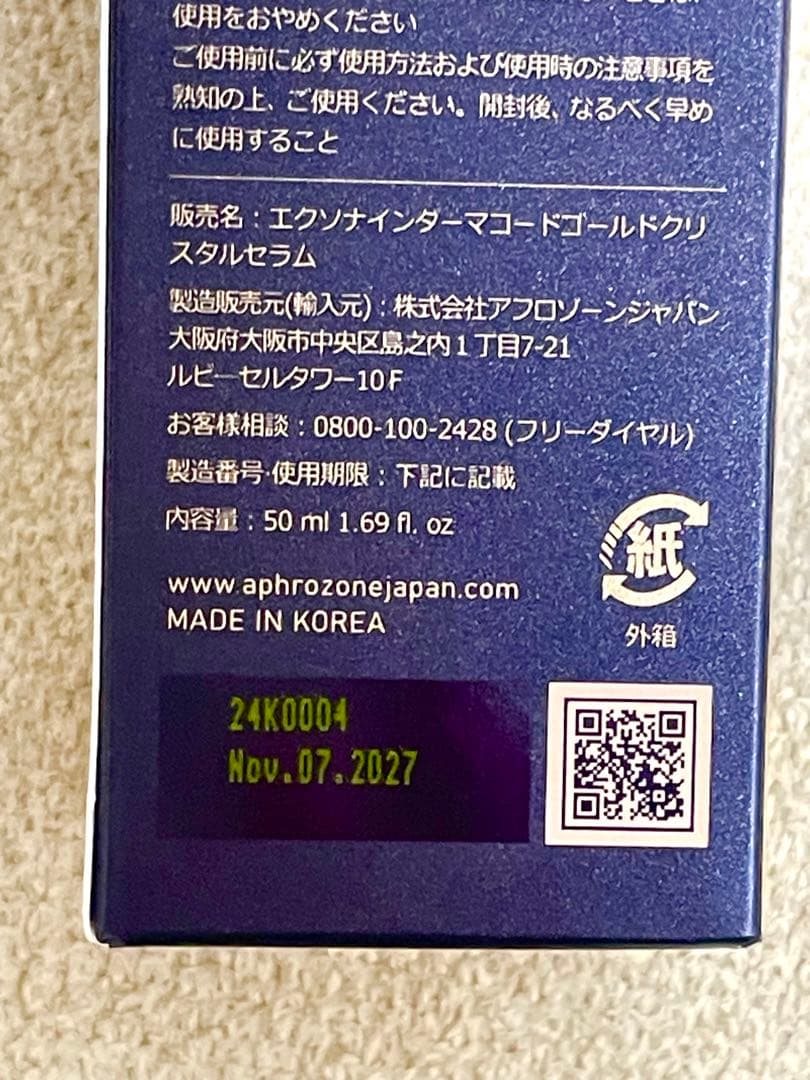 使用をおやめください
ご使用前に必ず使用方法および使用時の注意事項を
熟知の上、ご使用ください。開封後、なるべく早め
に使用すること
販売名：エクソナインダーマコードゴールドクリ
スタルセラム
製造販売元(輸入元)：株式会社アフロゾーンジャパン
大阪府大阪市中央区島之内1丁目7-21
ルビーセルタワー10F
お客様相談：0800-100-2428 (フリーダイヤル)
製造番号·使用期限：下記に記載
内容量：50 ml 1.69 fl. oz
紙
外箱
www.aphrozonejapan.com
MADE IN KOREA
24K0004
Nov.07.2027